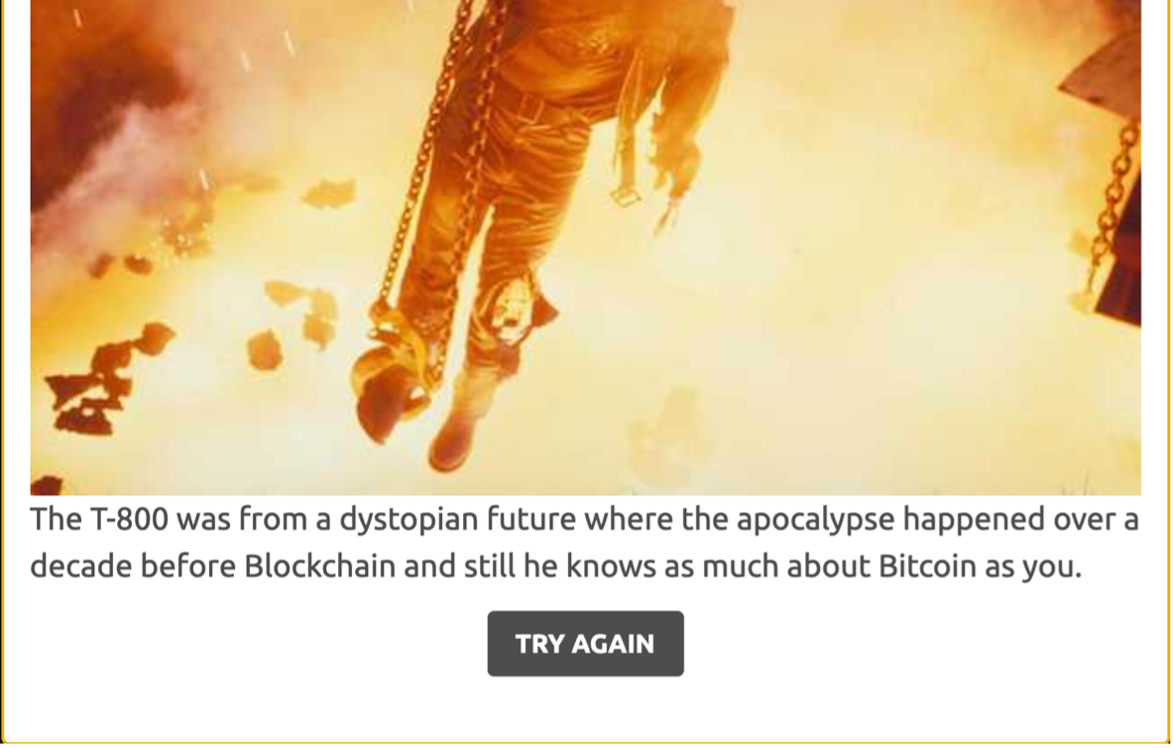 The T-800 was from a dystopian future where the apocalypse happened over a
decade before Blockchain and still he knows as much about Bitcoin as you.
TRY AGAIN